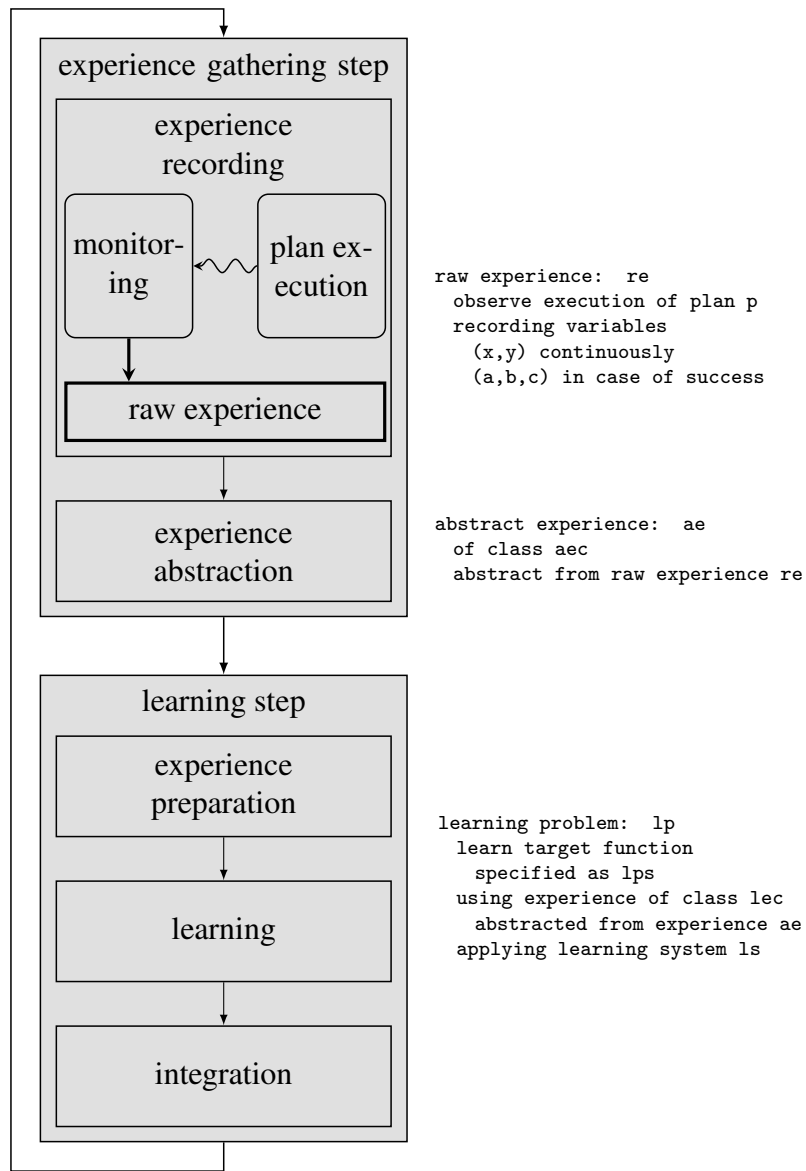 experience gathering step
experience
recording
monitor-
ing
plan ex-
ecution
raw experience
raw experience: re
observe execution of plan p
recording variables
(x,y) continuously
(a,b,c) in case of success
experience
abstraction
abstract experience: ae
of class aec
abstract from raw experience re
learning step
experience
preparation
learning
integration
learning problem: lp
learn target function
specified as lps
using experience of class lec
abstracted from experience ae
applying learning system ls